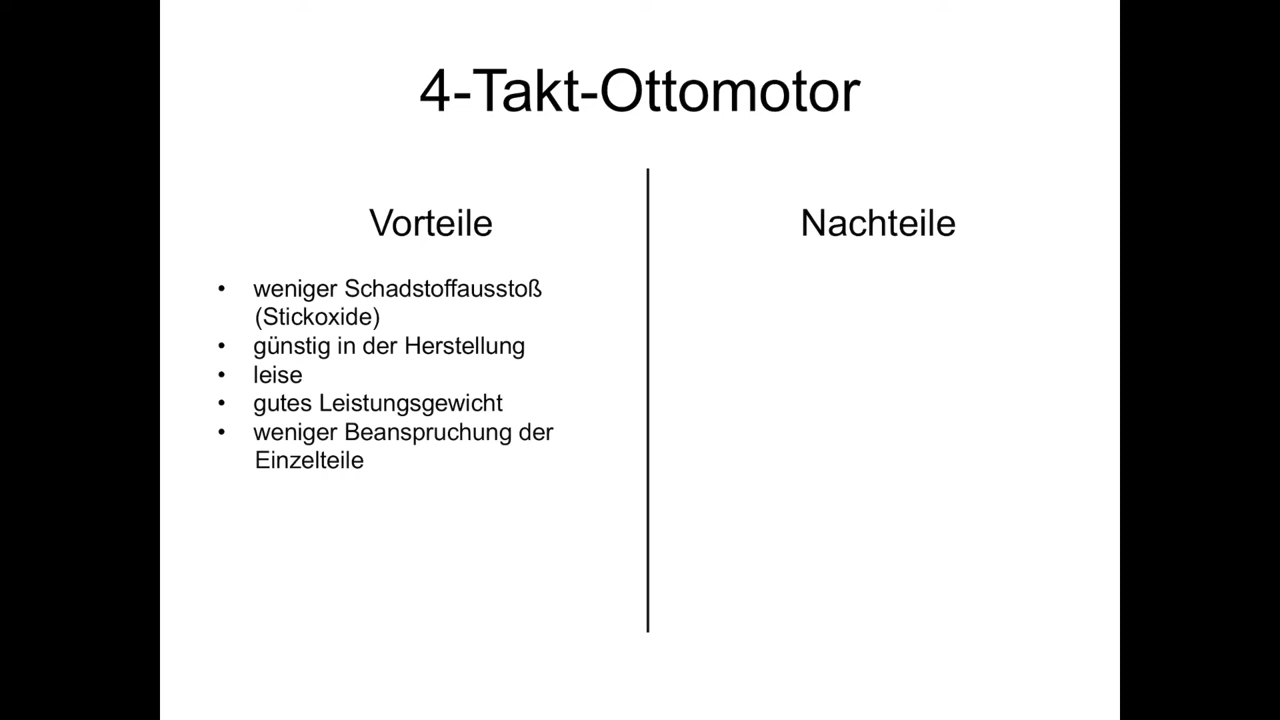 4-Takt-Ottomotor
Vorteile
• weniger Schadstoffausstoß
(Stickoxide)
• günstig in der Herstellung
• leise
• gutes Leistungsgewicht
• weniger Beanspruchung der
Einzelteile
Nachteile